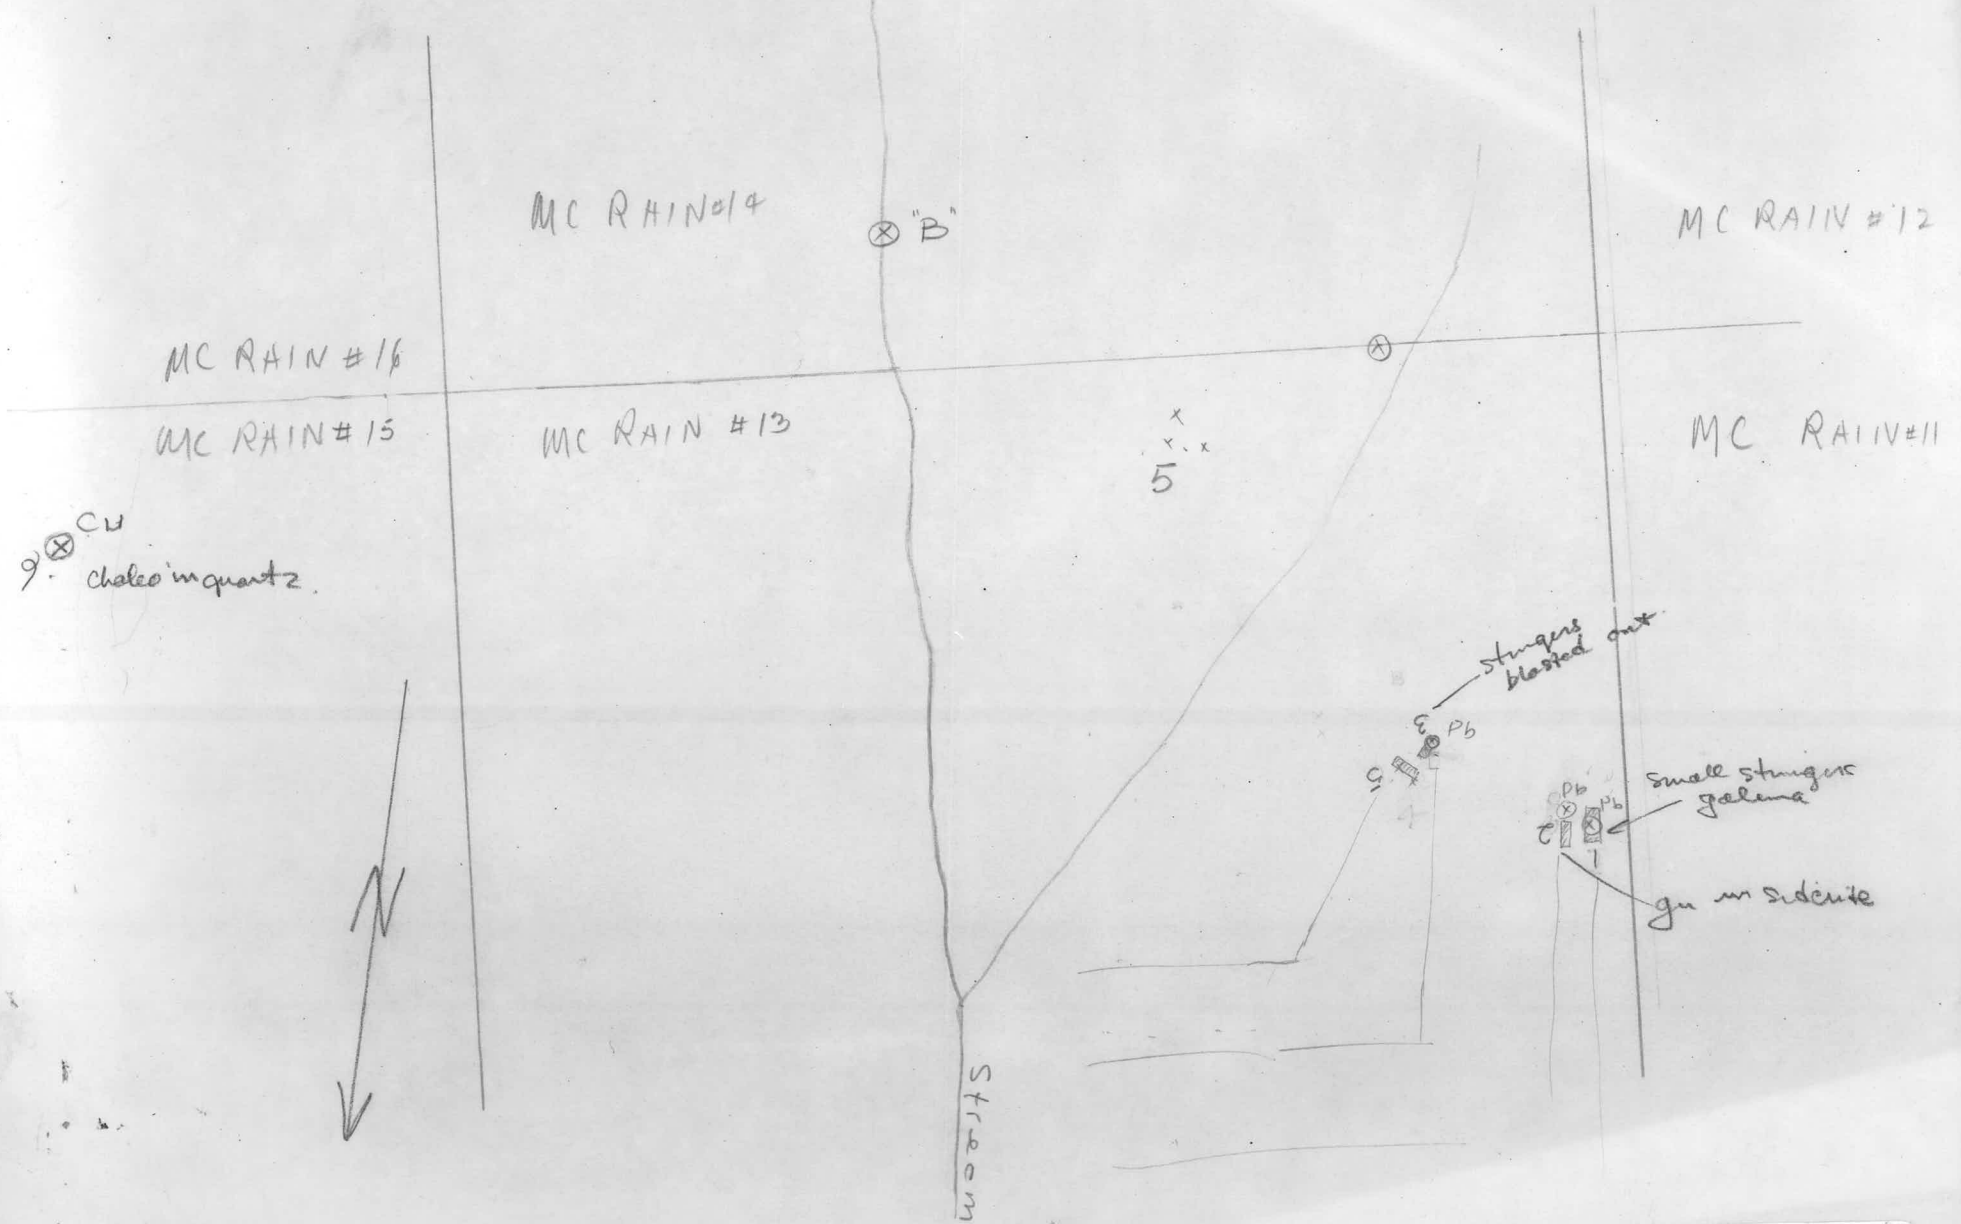 MC RAIN #14
"B"
MC RAIN #12
MC RAIN #16
MC RAIN #15
MC RAIN #13
5
MC RAIN #11
Cu
9.
chalco in quartz.
stringers
blasted out
3 Pb
5
4
small stringers
galena
Pb
Pb
2
1
gn in siderite
N
Stream